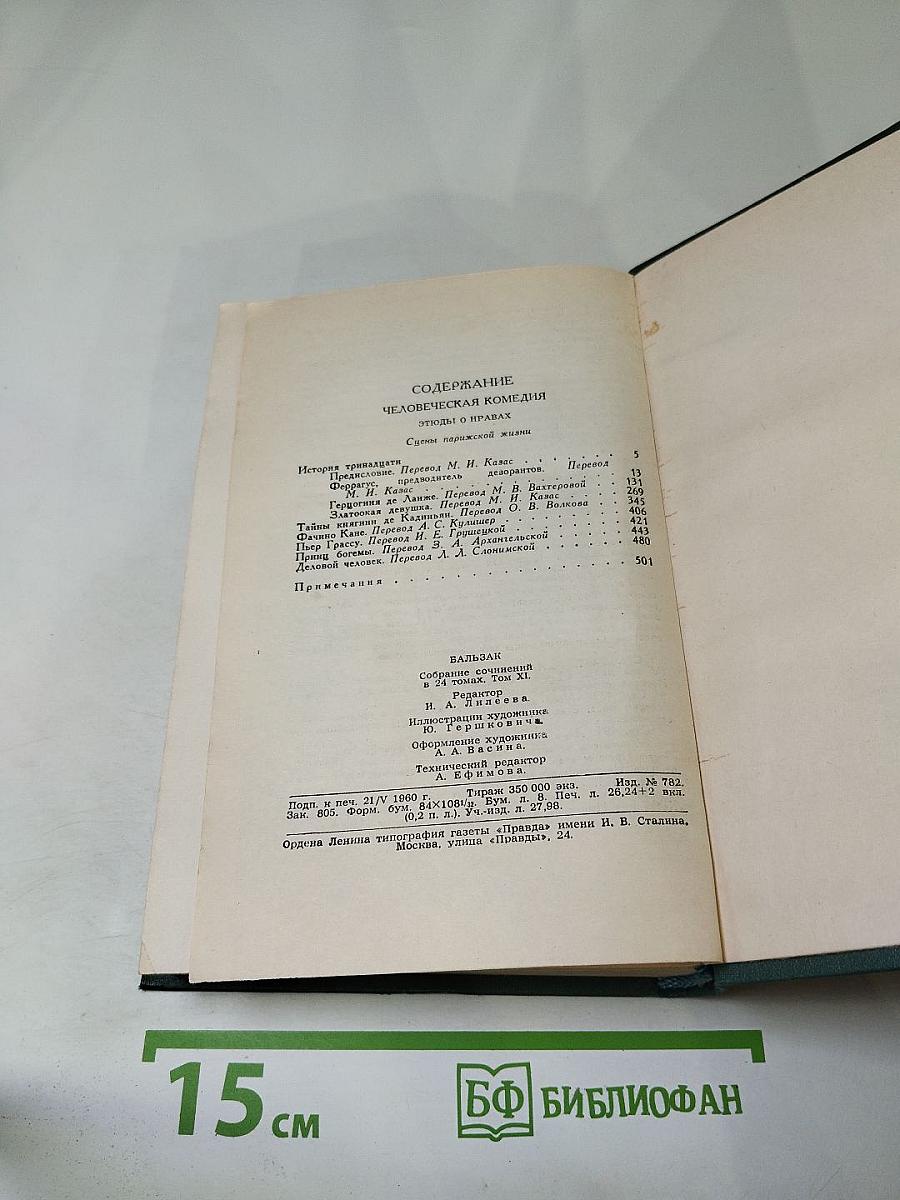 СОДЕРЖАНИЕ
ЧЕЛОВЕЧЕСКАЯ КОМЕДИЯ
ЭТЮДЫ О НРАВАХ
Сцены парижской жизни
История тринадцати
Предисловие. Перевод М. И. Казас . . . . . . . 5
Феррагус, предводитель деворантов. Перевод
М. И. Казас . . . . . . . . . . . . . 13
Герцогиня де Ланже. Перевод М. В. Вахтеровой . . 131
Златоокая девушка. Перевод М. И. Казас . . . . 269
Тайны княгини де Кадиньян. Перевод О. В. Волкова . . 345
Фачино Кане. Перевод А. С. Кулишер . . . . . . 406
Пьер Грассу. Перевод И. Е. Грушецкой . . . . . 421
Принц богемы. Перевод З. А. Архангельской . . . . 443
Деловой человек. Перевод Л. Л. Слонимской . . . . 480
Примечания . . . . . . . . . . . . . . 501
БАЛЬЗАК
Собрание сочинений
в 24 томах. Том XI.
Редактор
И. А. Лилеева.
Иллюстрации художника
Ю. Гершковича.
Оформление художника
А. А. Васина.
Технический редактор
А. Ефимова.
Подп. к печ. 21/V 1960 г. Тираж 350 000 экз. Изд. № 782.
Зак. 805. Форм. бум. 84×108 1/32. Бум. л. 8. Печ. л. 26,24+2 вкл.
(0,2 п. л.). Уч.-изд. л. 27,98.
Ордена Ленина типография газеты «Правда» имени И. В. Сталина.
Москва, улица «Правды», 24.
15 см
БФ БИБЛИОФАН